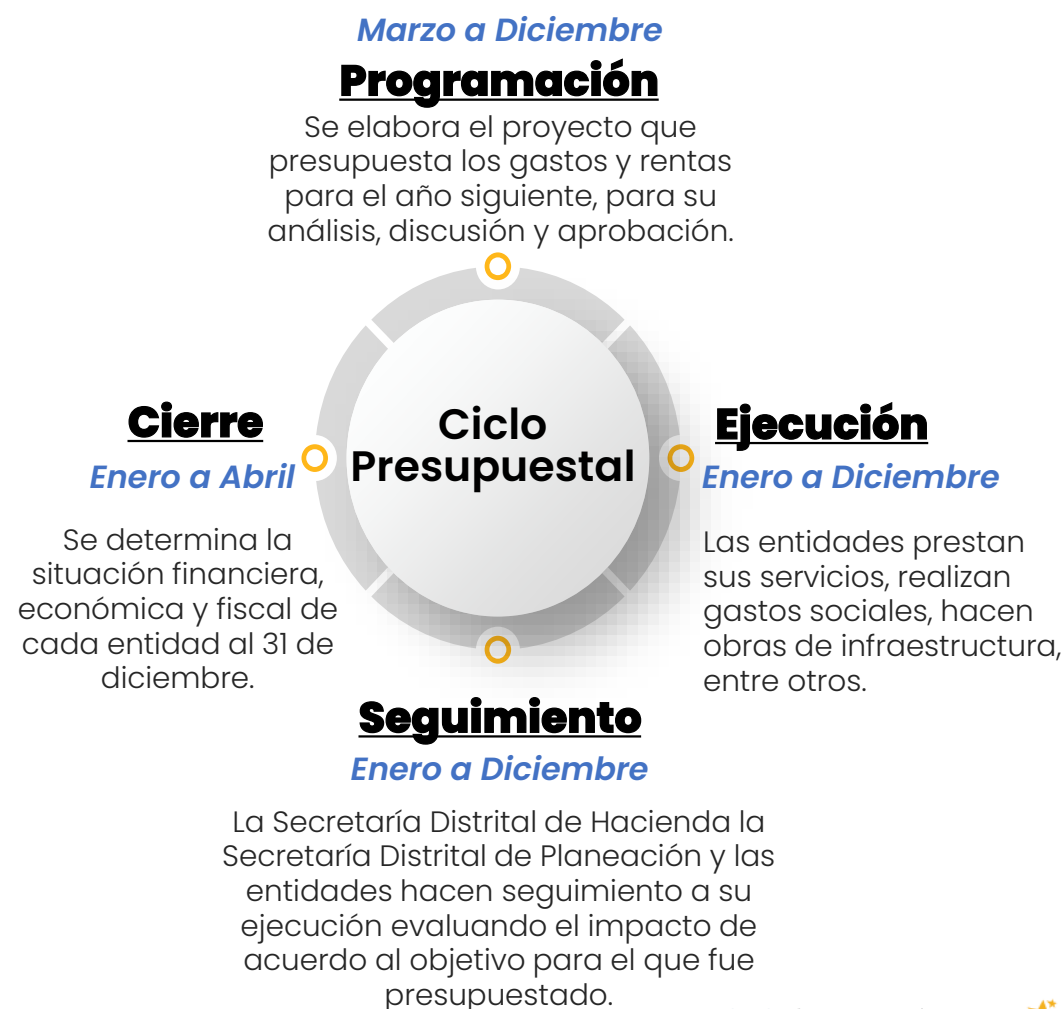 Marzo a Diciembre
Programación
Se elabora el proyecto que
presupuesta los gastos y rentas
para el año siguiente, para su
análisis, discusión y aprobación.
Ciclo
Presupuestal
Cierre
Enero a Abril
Se determina la
situación financiera,
económica y fiscal de
cada entidad al 31 de
diciembre.
Ejecución
Enero a Diciembre
Las entidades prestan
sus servicios, realizan
gastos sociales, hacen
obras de infraestructura,
entre otros.
Seguimiento
Enero a Diciembre
La Secretaría Distrital de Hacienda la
Secretaría Distrital de Planeación y las
entidades hacen seguimiento a su
ejecución evaluando el impacto de
acuerdo al objetivo para el que fue
presupuestado.